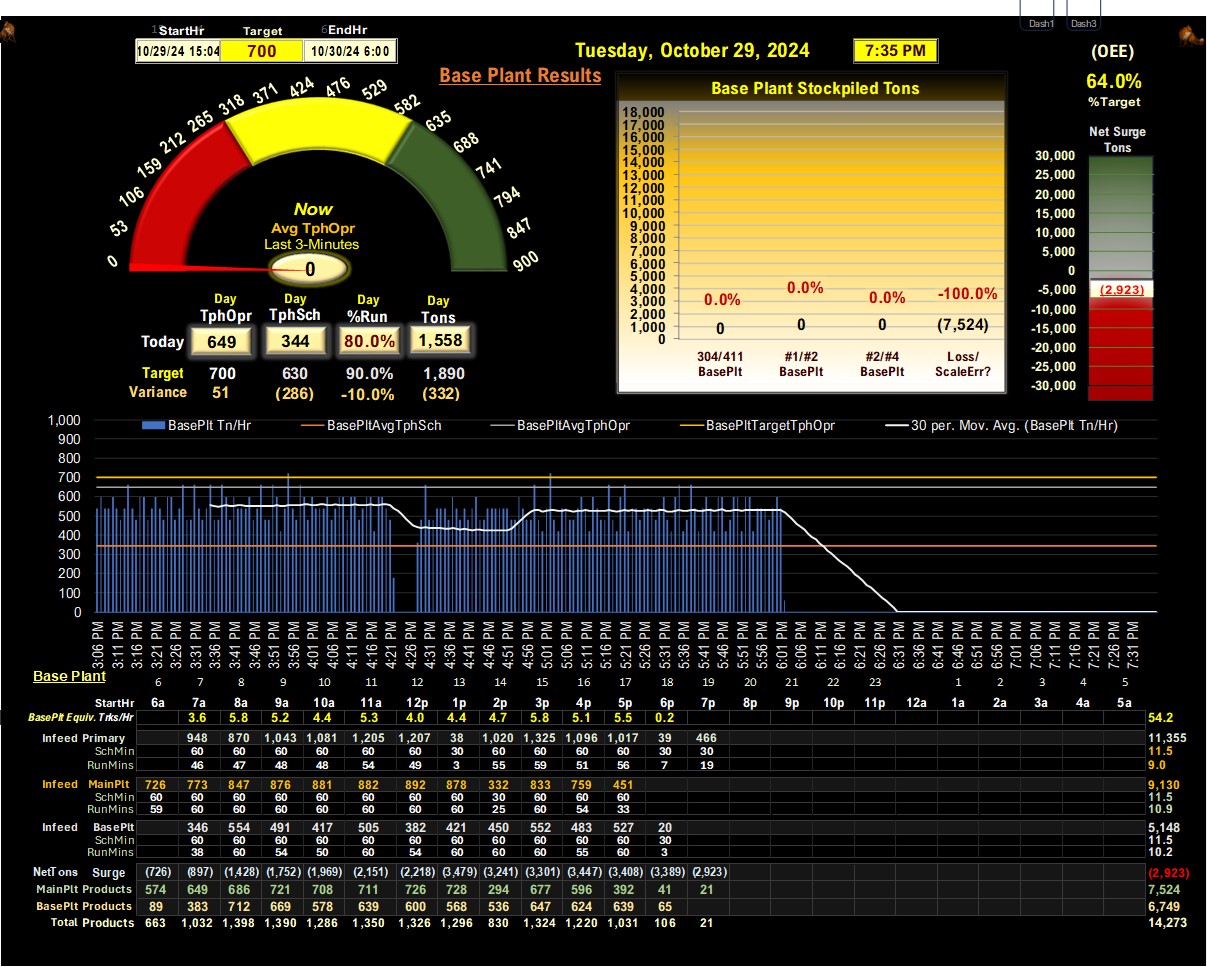 Dash1 Dash3
StartHr Target EndHr
10/29/24 15:04 700 10/30/24 6:00
Tuesday, October 29, 2024 7:35 PM
(OEE)
64.0%
%Target
Base Plant Results
0 53 106 159 212 265 318 371 424 476 529 582 635 688 741 794 847 900
Now
Avg TphOpr
Last 3-Minutes
0
Day TphOpr Day TphSch Day %Run Day Tons
Today 649 344 80.0% 1,558
Target 700 630 90.0% 1,890
Variance 51 (286) -10.0% (332)
Base Plant Stockpiled Tons
18,000
17,000
16,000
15,000
14,000
13,000
12,000
11,000
10,000
9,000
8,000
7,000
6,000
5,000
4,000
3,000
2,000
1,000
0
0.0% 0.0% 0.0% -100.0%
0 0 0 (7,524)
304/411 #1/#2 #2/#4 Loss/
BasePlt BasePlt BasePlt ScaleErr?
Net Surge
Tons
30,000
25,000
20,000
15,000
10,000
5,000
0
-5,000
-10,000
-15,000
-20,000
-25,000
-30,000
(2,923)
BasePlt Tn/Hr BasePltAvgTphSch BasePltAvgTphOpr BasePltTargetTphOpr 30 per. Mov. Avg. (BasePlt Tn/Hr)
1,000
900
800
700
600
500
400
300
200
100
0
3:06 PM 3:11 PM 3:16 PM 3:21 PM 3:26 PM 3:31 PM 3:36 PM 3:41 PM 3:46 PM 3:51 PM 3:56 PM 4:01 PM 4:06 PM 4:11 PM 4:16 PM 4:21 PM 4:26 PM 4:31 PM 4:36 PM 4:41 PM 4:46 PM 4:51 PM 4:56 PM 5:01 PM 5:06 PM 5:11 PM 5:16 PM 5:21 PM 5:26 PM 5:31 PM 5:36 PM 5:41 PM 5:46 PM 5:51 PM 5:56 PM 6:01 PM 6:06 PM 6:11 PM 6:16 PM 6:21 PM 6:26 PM 6:31 PM 6:36 PM 6:41 PM 6:46 PM 6:51 PM 6:56 PM 7:01 PM 7:06 PM 7:11 PM 7:16 PM 7:21 PM 7:26 PM 7:31 PM
Base Plant
6 7 8 9 10 11 12 13 14 15 16 17 18 19 20 21 22 23 1 2 3 4 5
StartHr 6a 7a 8a 9a 10a 11a 12p 1p 2p 3p 4p 5p 6p 7p 8p 9p 10p 11p 12a 1a 2a 3a 4a 5a
BasePlt Equiv. Trks/Hr 3.6 5.8 5.2 4.4 5.3 4.0 4.4 4.7 5.8 5.1 5.5 0.2 54.2
Infeed Primary 948 870 1,043 1,081 1,205 1,207 38 1,020 1,325 1,096 1,017 39 466 11,355
SchMin 60 60 60 60 60 60 30 60 60 60 60 30 30 11.5
RunMins 46 47 48 48 54 49 3 55 59 51 56 7 19 9.0
Infeed MainPlt 726 773 847 876 881 882 892 878 332 833 759 451 9,130
SchMin 60 60 60 60 60 60 60 60 30 60 60 60 11.5
RunMins 59 60 60 60 60 60 60 60 25 60 54 33 10.9
Infeed BasePlt 346 554 491 417 505 382 421 450 552 483 527 20 5,148
SchMin 60 60 60 60 60 60 60 60 60 60 60 30 11.5
RunMins 38 60 54 50 60 54 60 60 60 55 60 3 10.2
NetTons Surge (726) (897) (1,428) (1,752) (1,969) (2,151) (2,218) (3,479) (3,241) (3,301) (3,447) (3,408) (3,389) (2,923) (2,923)
MainPlt Products 574 649 686 721 708 711 726 728 294 677 596 392 41 21 7,524
BasePlt Products 89 383 712 669 578 639 600 568 536 647 624 639 65 6,749
Total Products 663 1,032 1,398 1,390 1,286 1,350 1,326 1,296 830 1,324 1,220 1,031 106 21 14,273